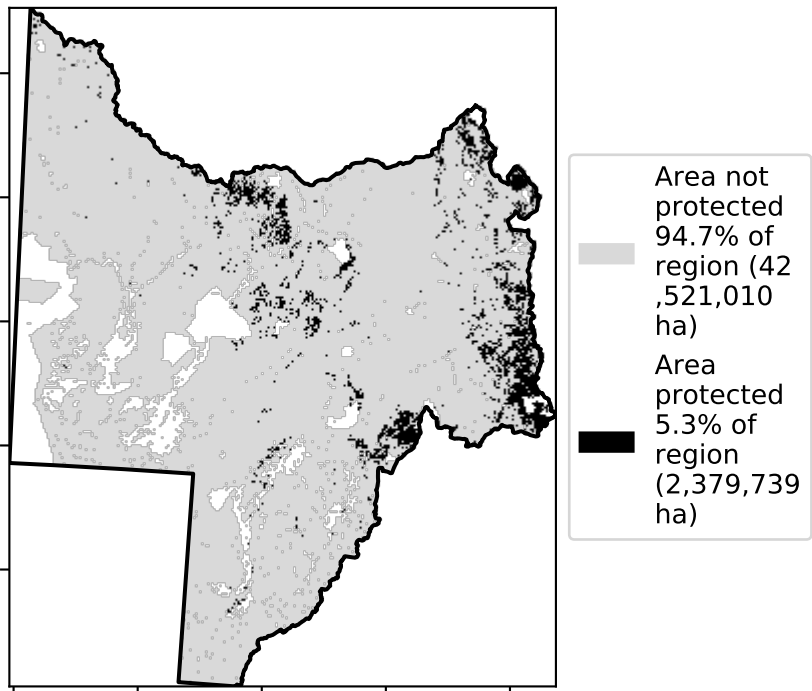 Area not
protected
94.7% of
region (42
,521,010
ha)
Area
protected
5.3% of
region
(2,379,739
ha)